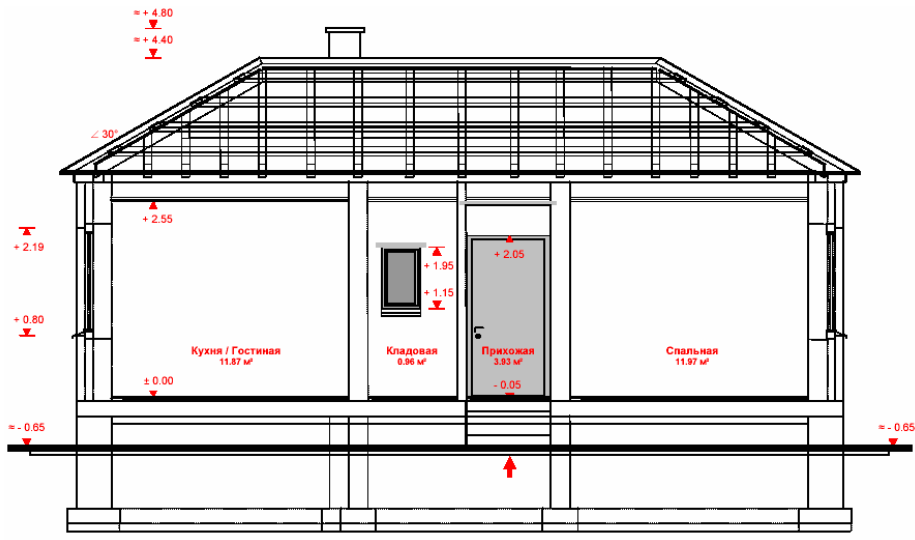 ≈ + 4.80
≈ + 4.40
∠ 30°
+ 2.55
+ 2.19
+ 2.05
+ 1.95
+ 1.15
+ 0.80
Кухня / Гостиная
11.87 м²
Кладовая
0.96 м²
Прихожая
3.93 м²
Спальная
11.97 м²
± 0.00
- 0.05
≈ - 0.65
≈ - 0.65